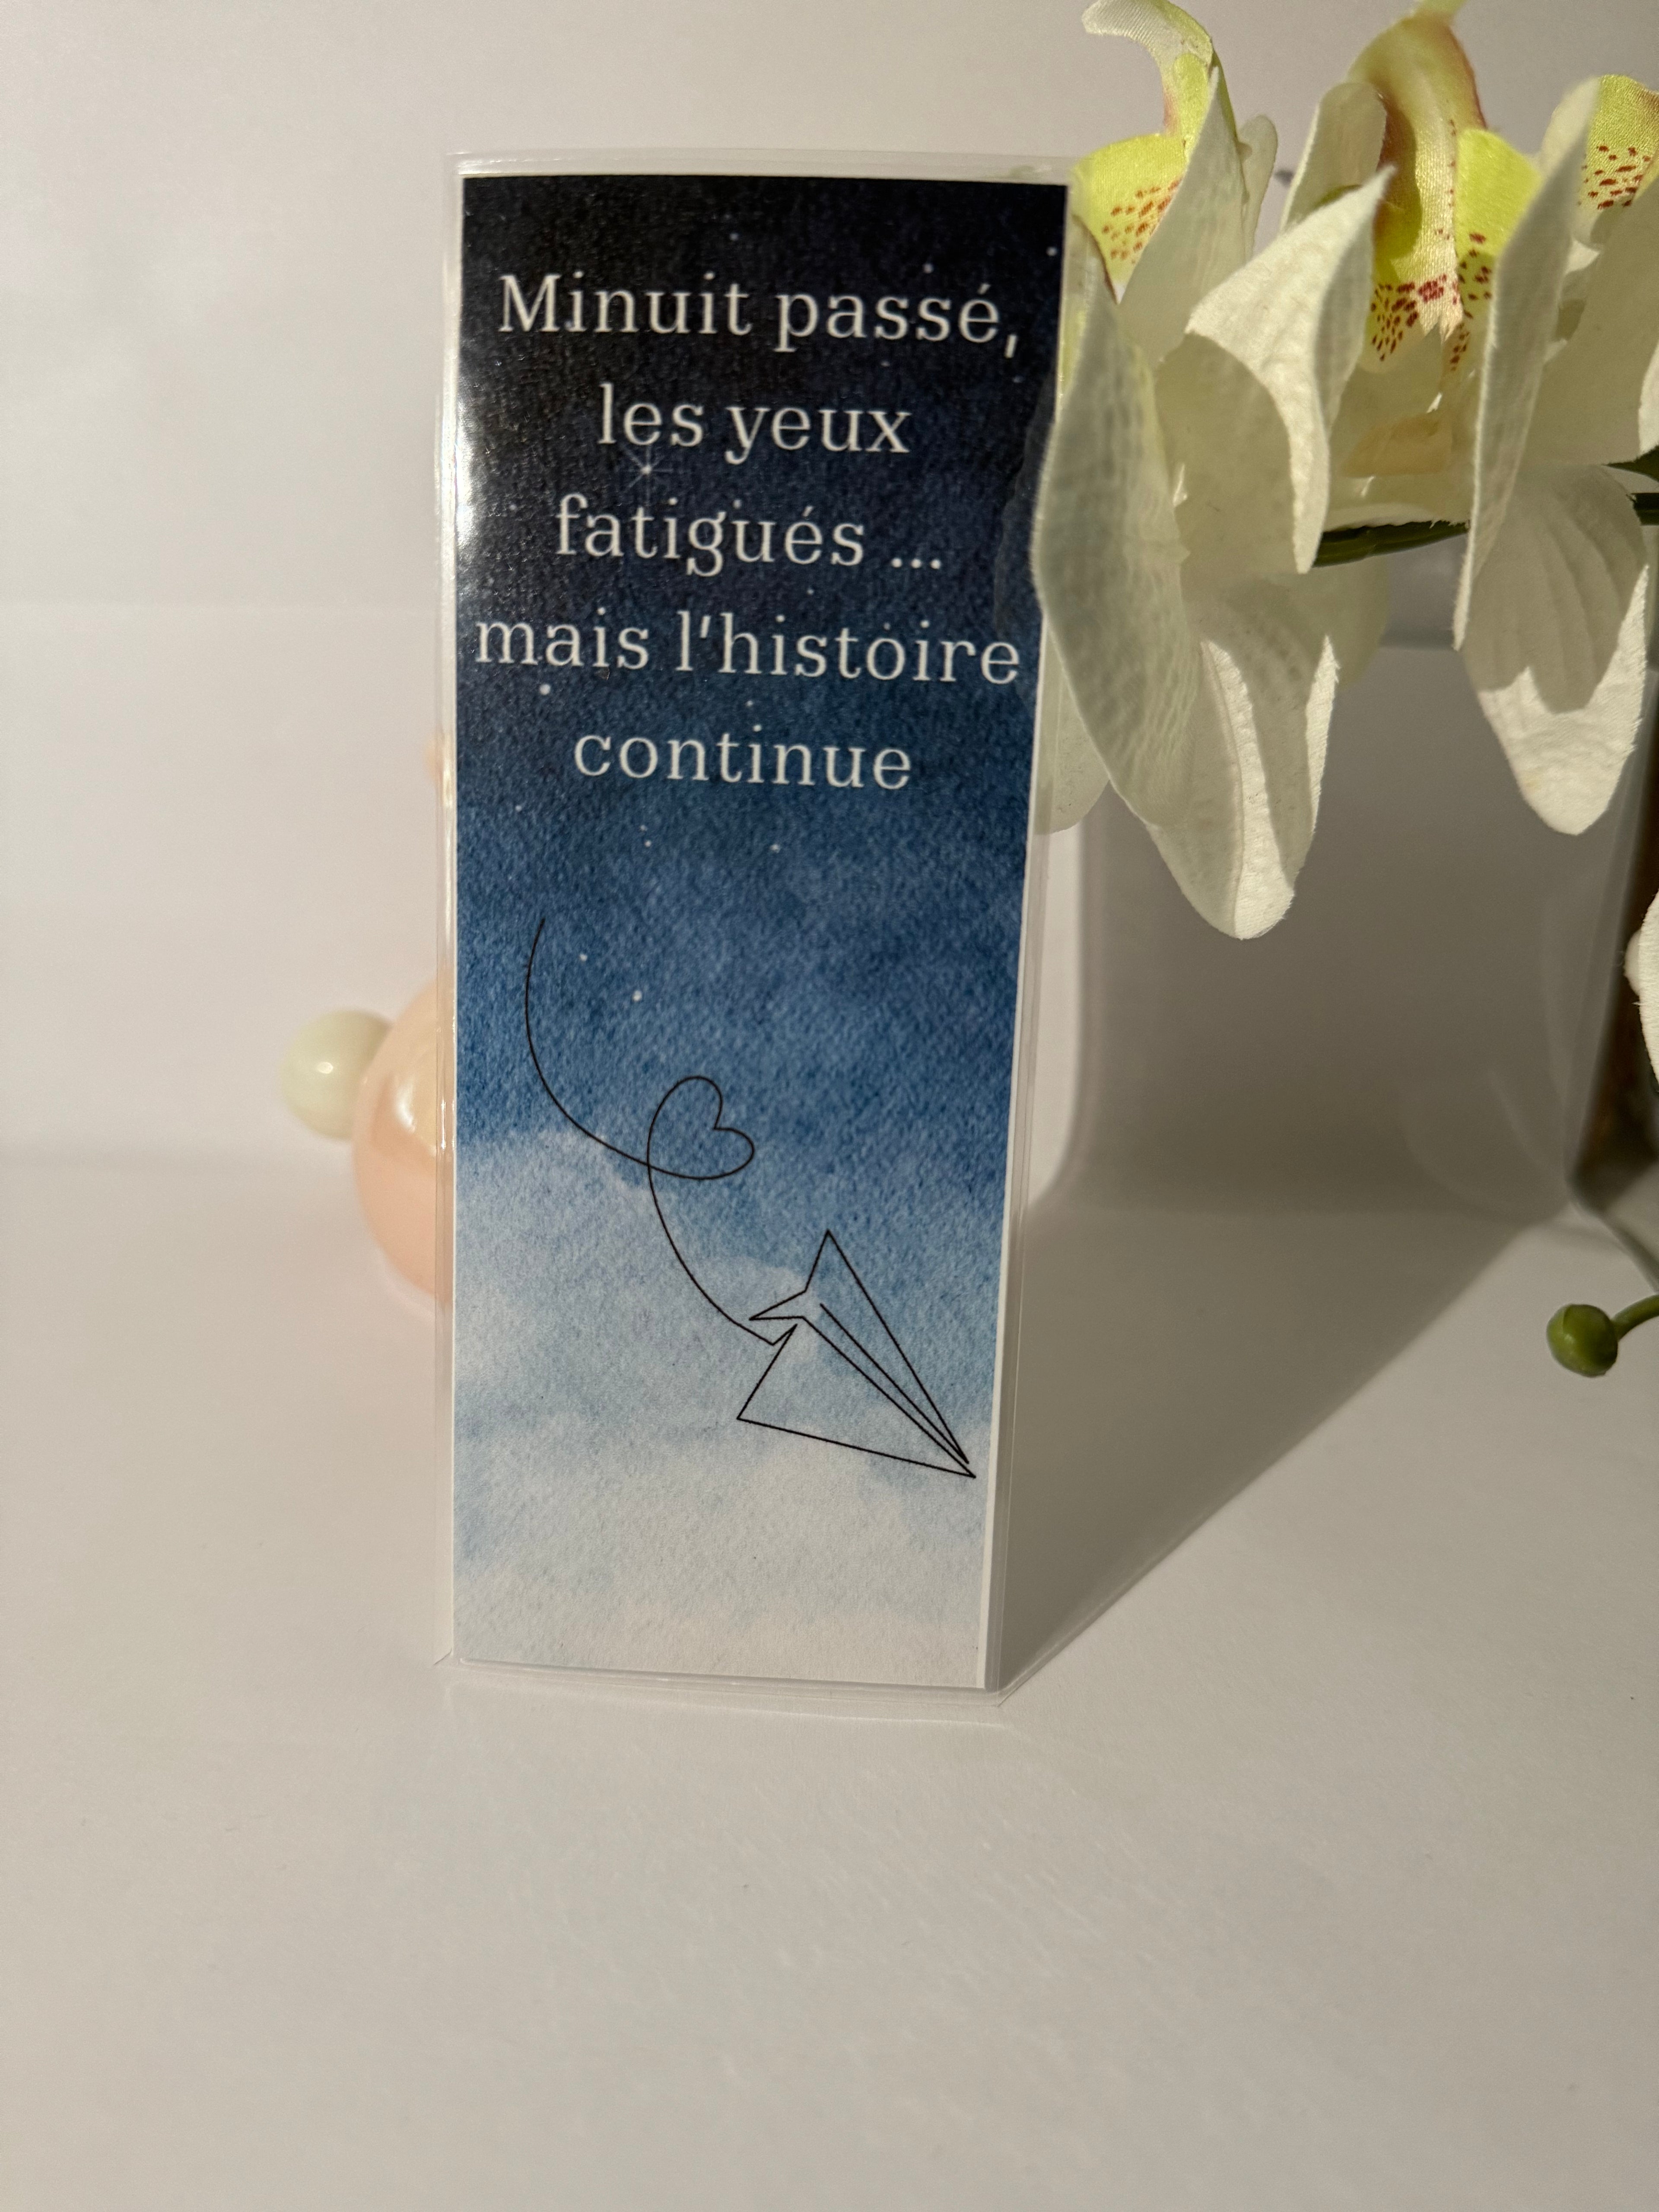 Minuit passé,
les yeux
fatigués ...
mais l'histoire
continue